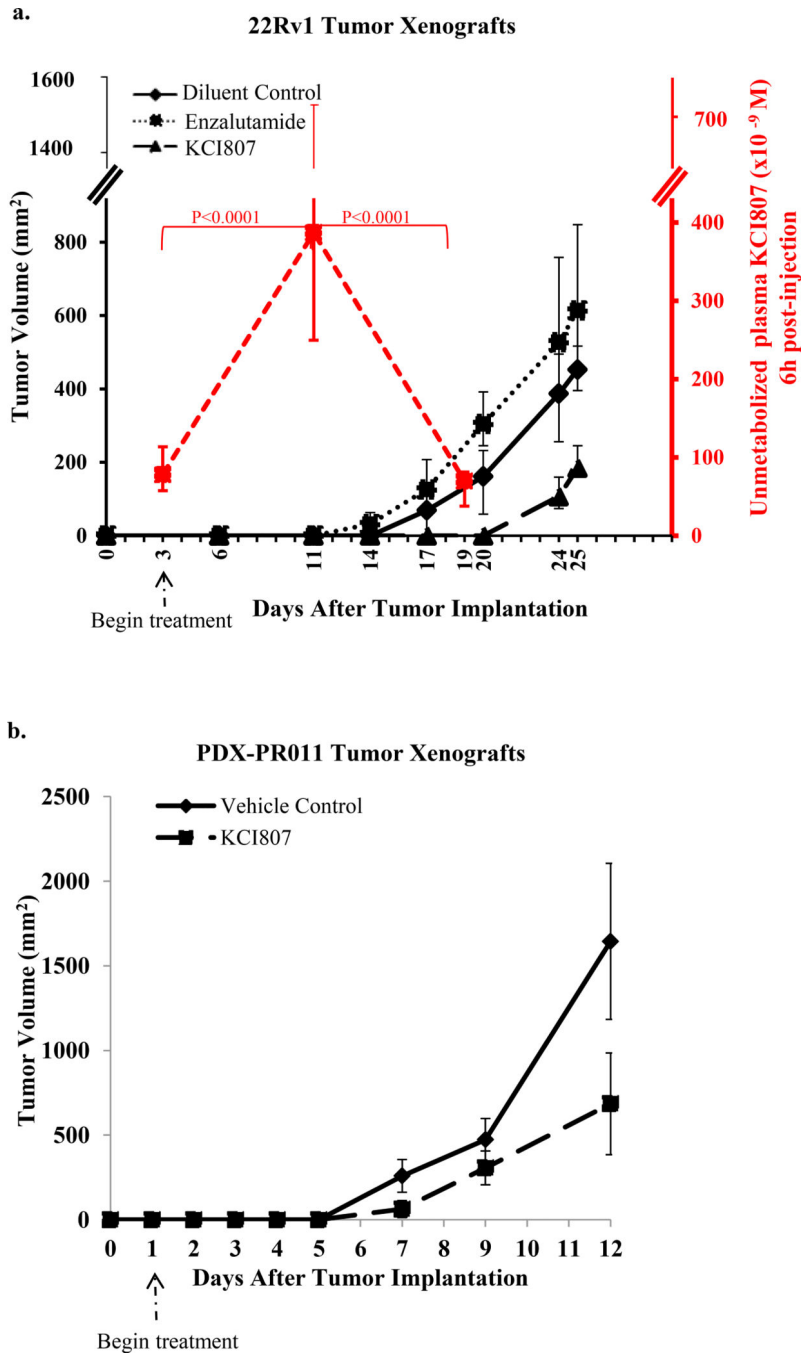 a.
22Rv1 Tumor Xenografts
Diluent Control
Enzalutamide
KCI807
1600
1400
800
600
400
200
0
Tumor Volume (mm²)
P<0.0001
P<0.0001
700
400
300
200
100
0
Unmetabolized plasma KCI807 (x10 ⁻⁹ M)
6h post-injection
0 3 6 11 14 17 19 20 24 25
Begin treatment
Days After Tumor Implantation
b.
PDX-PR011 Tumor Xenografts
Vehicle Control
KCI807
2500
2000
1500
1000
500
0
Tumor Volume (mm²)
0 1 2 3 4 5 7 8 9 10 11 12
Days After Tumor Implantation
Begin treatment